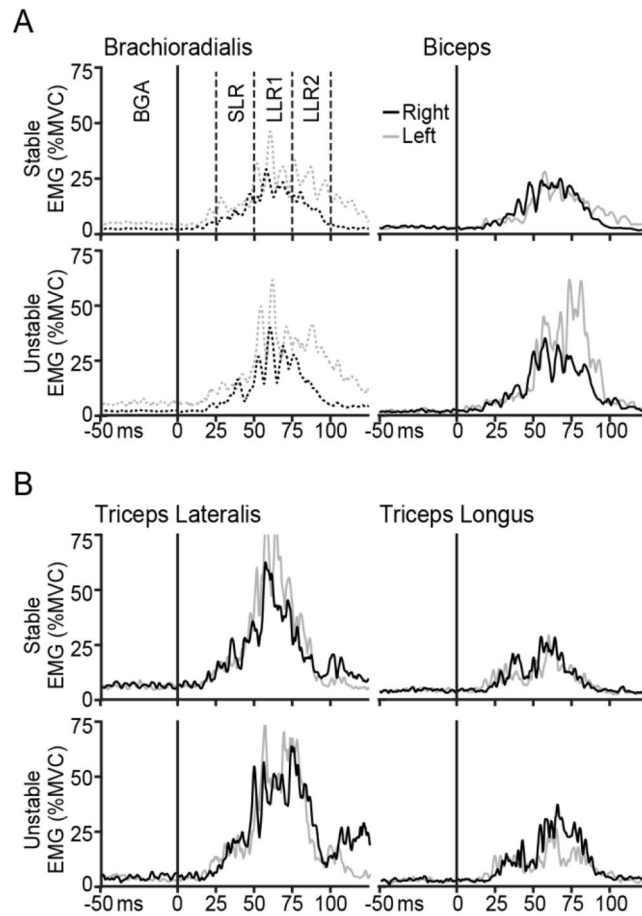 A
Brachioradialis Biceps
75
50
25
0
Stable
EMG (%MVC)
BGA
SLR
LLR1
LLR2
Right
Left
75
50
25
0
Unstable
EMG (%MVC)
-50 ms 0 25 50 75 100 -50 ms 0 25 50 75 100
B
Triceps Lateralis Triceps Longus
75
50
25
0
Stable
EMG (%MVC)
75
50
25
0
Unstable
EMG (%MVC)
-50 ms 0 25 50 75 100 -50 ms 0 25 50 75 100